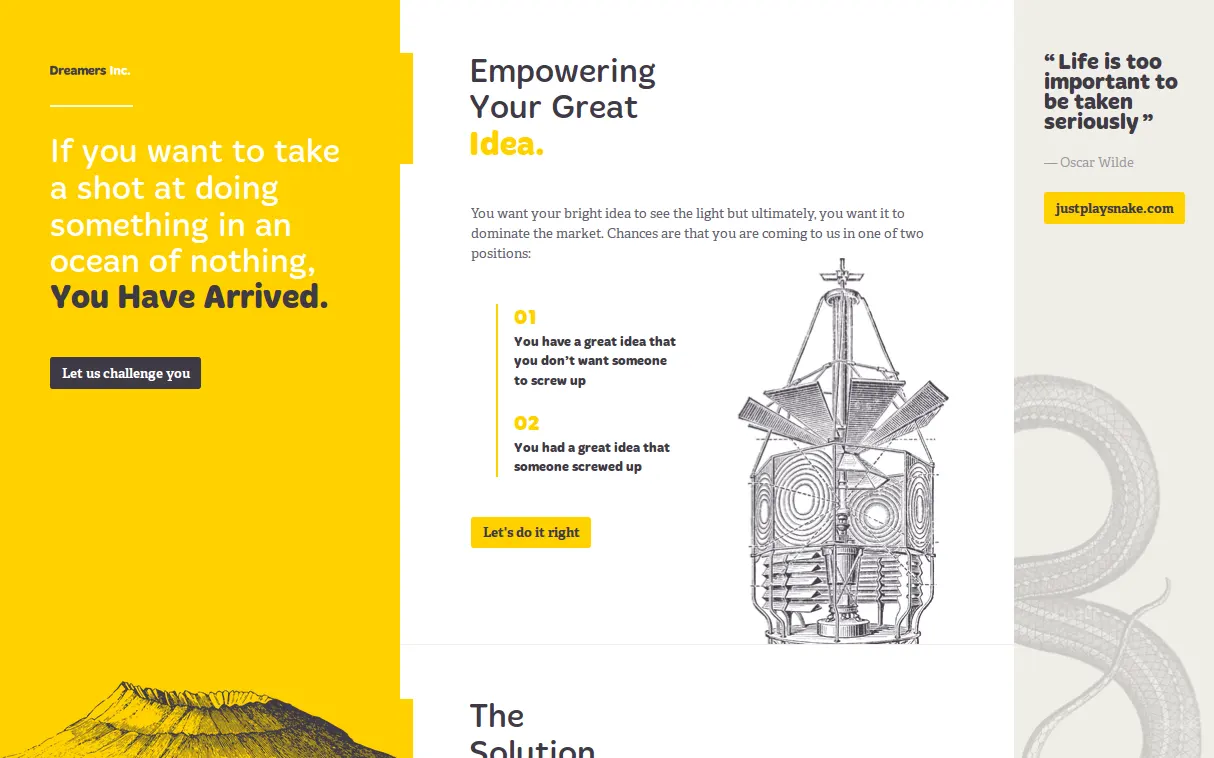 Dreamers Inc.
If you want to take
a shot at doing
something in an
ocean of nothing,
You Have Arrived.
Let us challenge you
Empowering
Your Great
Idea.
You want your bright idea to see the light but ultimately, you want it to
dominate the market. Chances are that you are coming to us in one of two
positions:
01
You have a great idea that
you don’t want someone
to screw up
02
You had a great idea that
someone screwed up
Let's do it right
The
Solution
“ Life is too
important to
be taken
seriously ”
— Oscar Wilde
justplaysnake.com